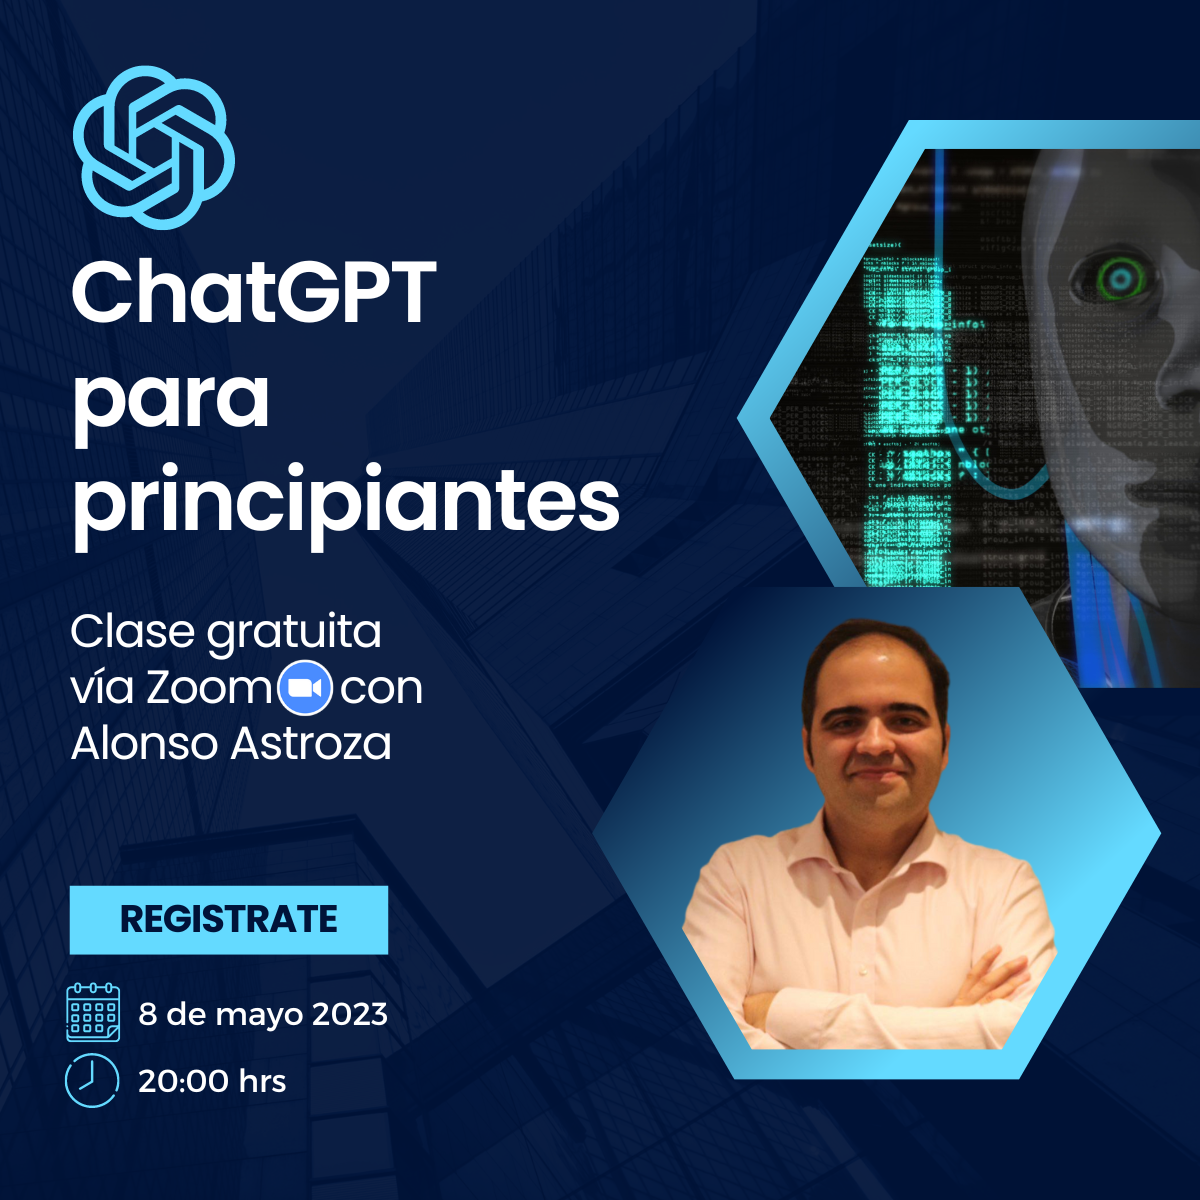 ChatGPT
para
principiantes
Clase gratuita
vía Zoom con
Alonso Astroza
REGISTRATE
8 de mayo 2023
20:00 hrs